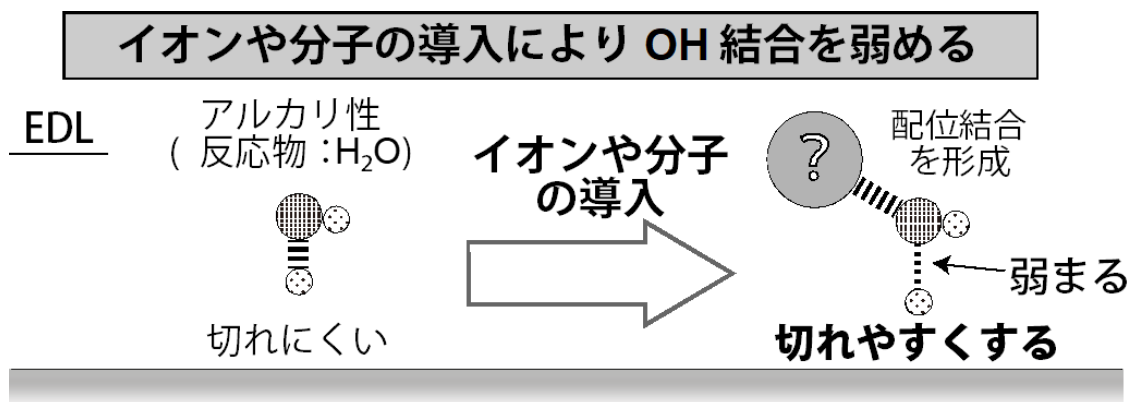 イオンや分子の導入により OH 結合を弱める
EDL
アルカリ性
( 反応物：H₂O)
切れにくい
イオンや分子
の導入
?
配位結合
を形成
弱まる
切れやすくする